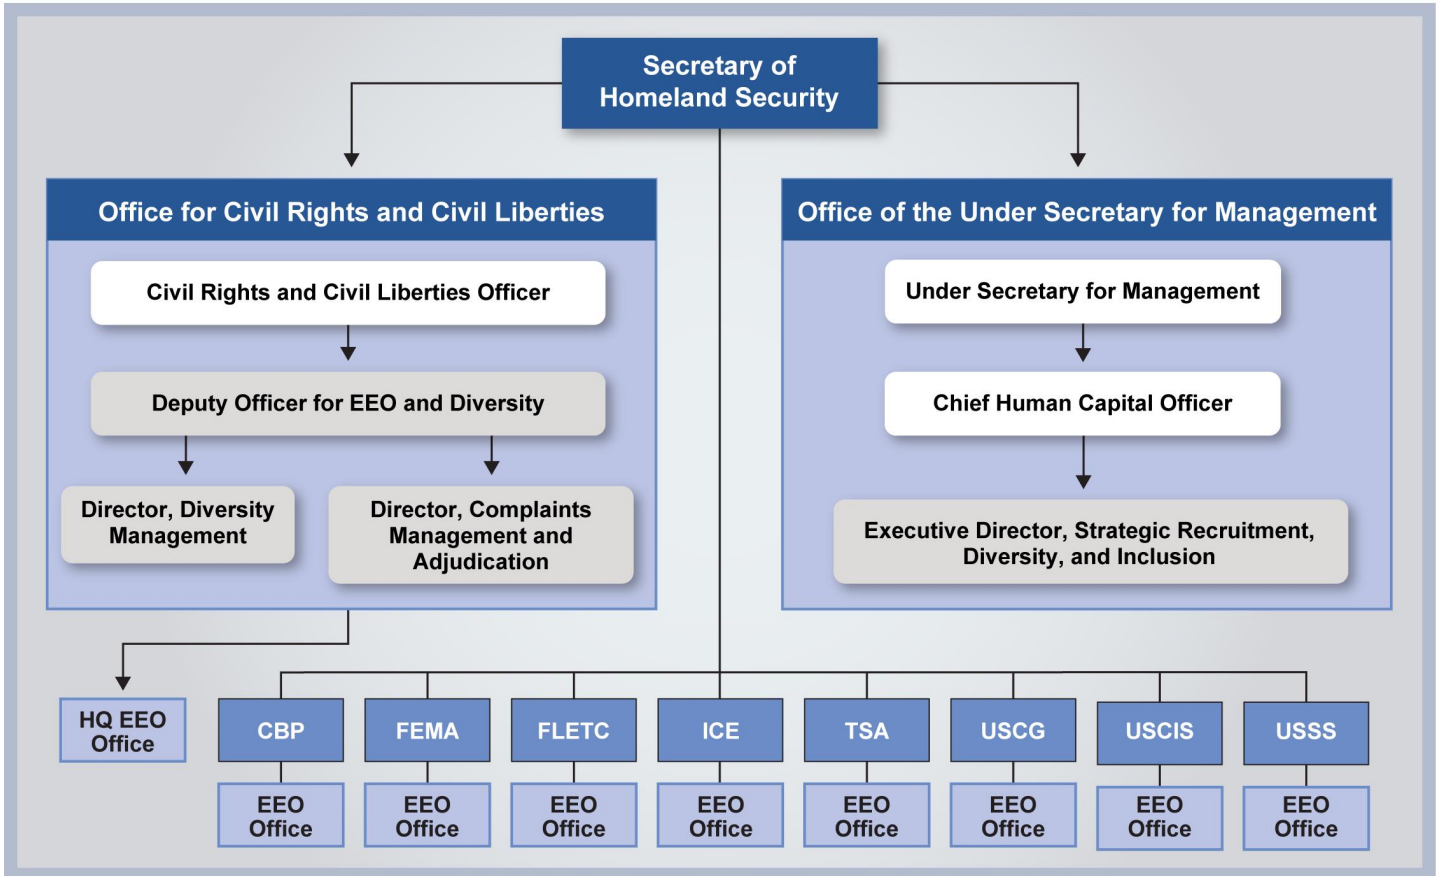 Secretary of
Homeland Security
Office for Civil Rights and Civil Liberties
Civil Rights and Civil Liberties Officer
Deputy Officer for EEO and Diversity
Director, Diversity
Management
Director, Complaints
Management and
Adjudication
Office of the Under Secretary for Management
Under Secretary for Management
Chief Human Capital Officer
Executive Director, Strategic Recruitment,
Diversity, and Inclusion
HQ EEO
Office
CBP
EEO
Office
FEMA
EEO
Office
FLETC
EEO
Office
ICE
EEO
Office
TSA
EEO
Office
USCG
EEO
Office
USCIS
EEO
Office
USSS
EEO
Office